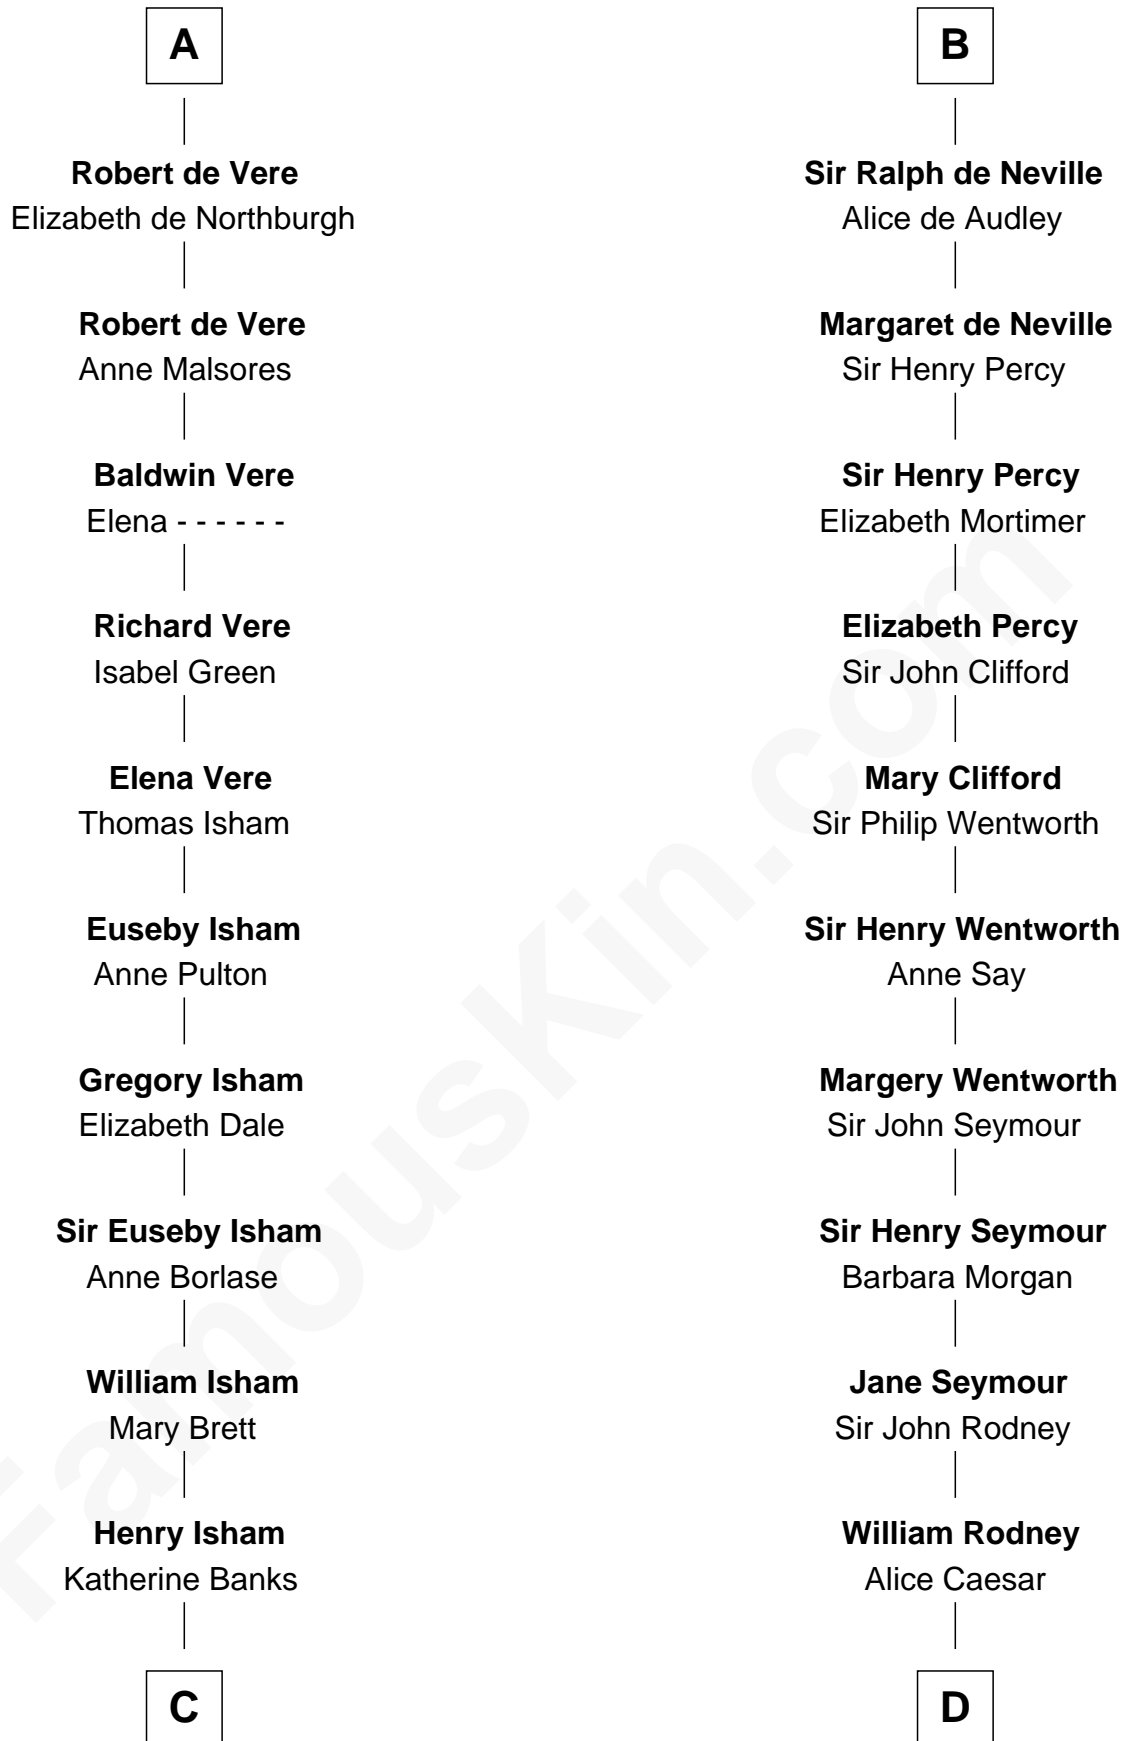 A
Robert de Vere
Elizabeth de Northburgh
Robert de Vere
Anne Malsores
Baldwin Vere
Elena - - - - - -
Richard Vere
Isabel Green
Elena Vere
Thomas Isham
Euseby Isham
Anne Pulton
Gregory Isham
Elizabeth Dale
Sir Euseby Isham
Anne Borlase
William Isham
Mary Brett
Henry Isham
Katherine Banks
C
B
Sir Ralph de Neville
Alice de Audley
Margaret de Neville
Sir Henry Percy
Sir Henry Percy
Elizabeth Mortimer
Elizabeth Percy
Sir John Clifford
Mary Clifford
Sir Philip Wentworth
Sir Henry Wentworth
Anne Say
Margery Wentworth
Sir John Seymour
Sir Henry Seymour
Barbara Morgan
Jane Seymour
Sir John Rodney
William Rodney
Alice Caesar
D
FamousKin.com